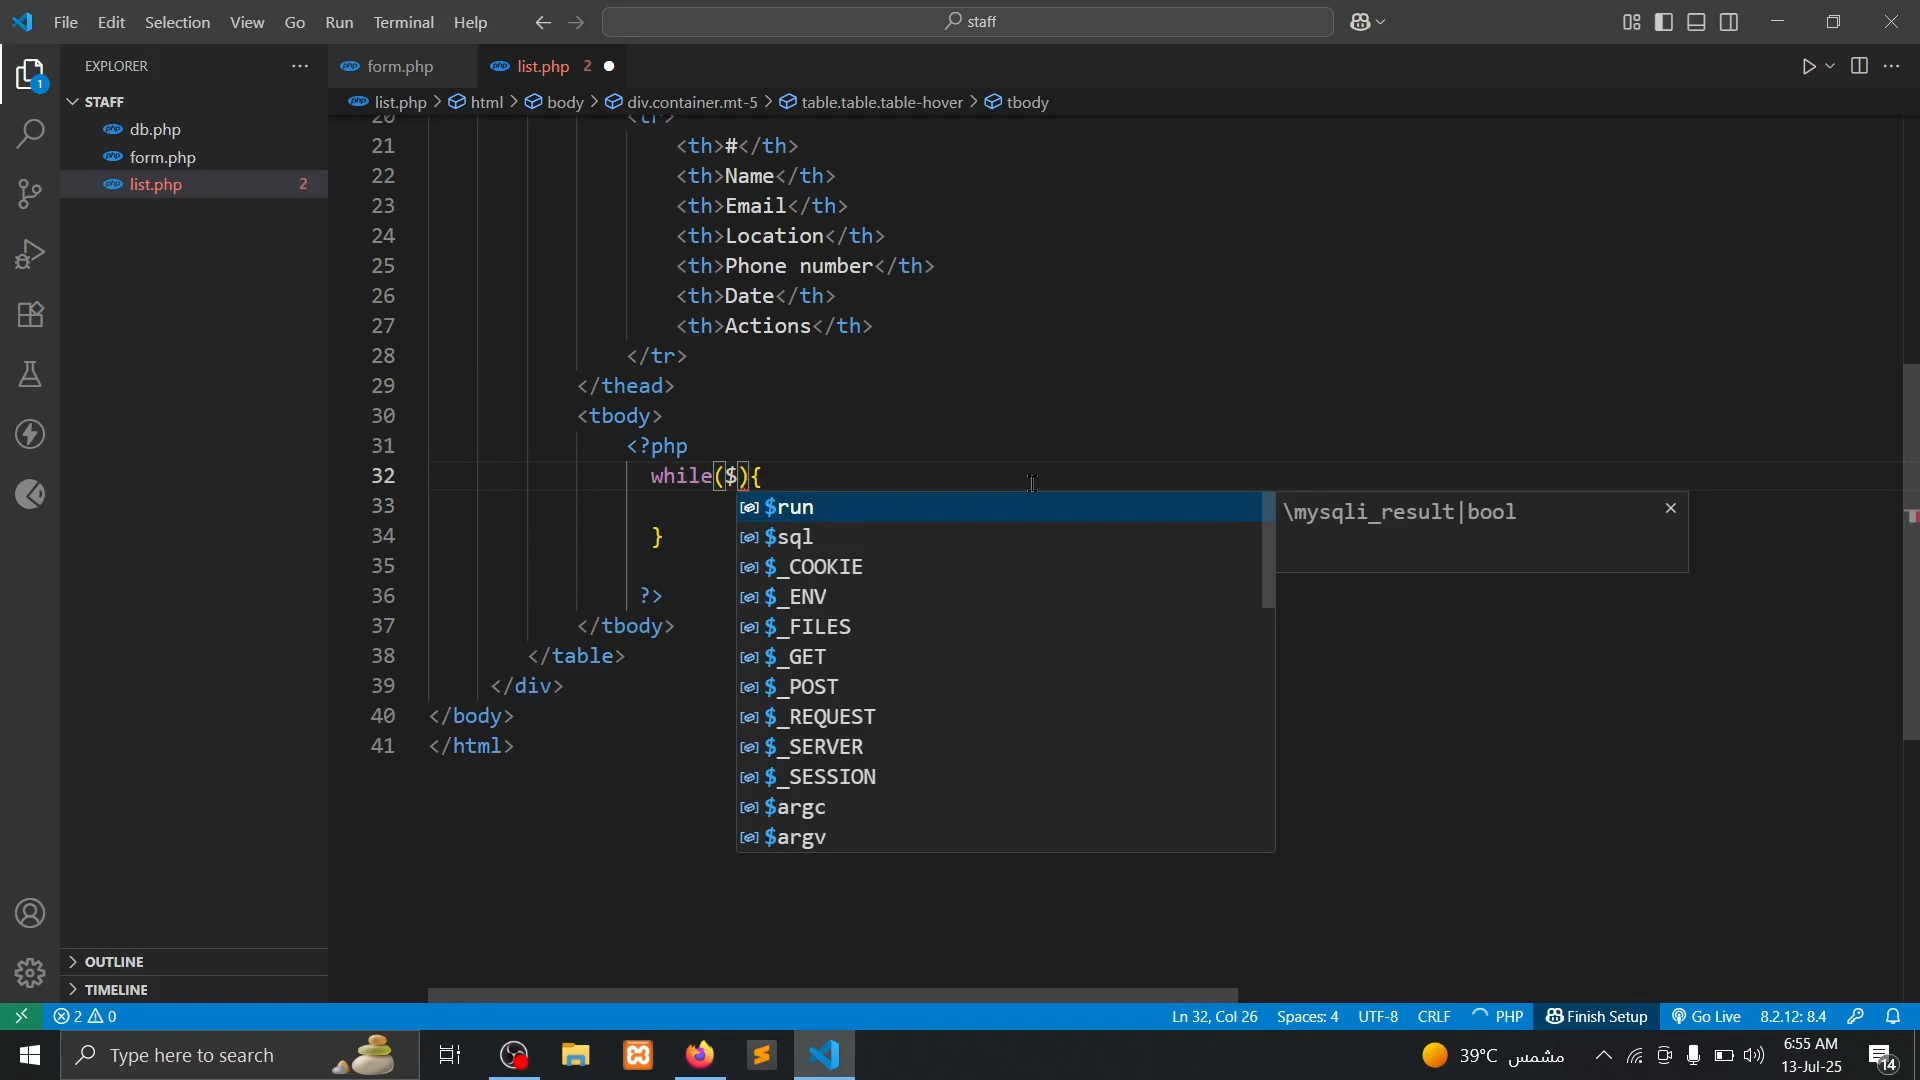 File Edit Selection View Go Run Terminal Help
staff
EXPLORER
STAFF
db.php
form.php
list.php 2
OUTLINE
TIMELINE
form.php
list.php 2
list.php > html > body > div.container.mt-5 > table.table.table-hover > tbody
20 <tr>
21 <th>#</th>
22 <th>Name</th>
23 <th>Email</th>
24 <th>Location</th>
25 <th>Phone number</th>
26 <th>Date</th>
27 <th>Actions</th>
28 </tr>
29 </thead>
30 <tbody>
31 <?php
32 while($){
33
34 }
35
36 ?>
37 </tbody>
38 </table>
39 </div>
40 </body>
41 </html>
$run
$sql
$_COOKIE
$_ENV
$_FILES
$_GET
$_POST
$_REQUEST
$_SERVER
$_SESSION
$argc
$argv
\mysqli_result|bool
1
2 0
Ln 32, Col 26 Spaces: 4 UTF-8 CRLF PHP Finish Setup Go Live 8.2.12: 8.4
Type here to search
39°C مشمس
6:55 AM
13-Jul-25
14